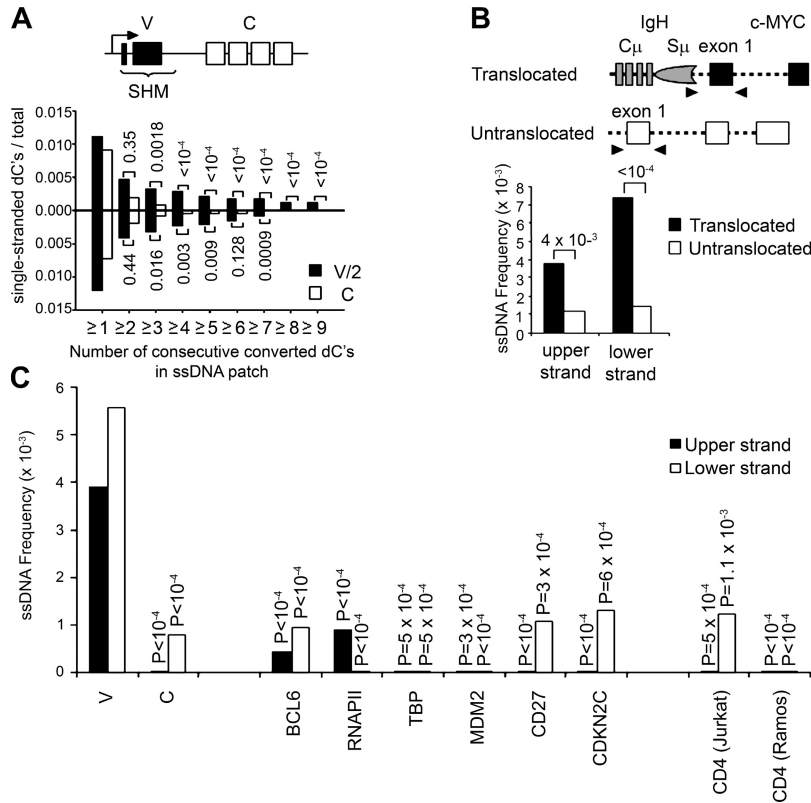 A
V C
SHM
single-stranded dC's / total
0.015
0.010
0.005
0.000
0.005
0.010
0.015
0.35
0.0018
<10-4
<10-4
<10-4
<10-4
<10-4
<10-4
0.44
0.016
0.003
0.009
0.128
0.0009
V/2
C
≥1 ≥2 ≥3 ≥4 ≥5 ≥6 ≥7 ≥8 ≥9
Number of consecutive converted dC's
in ssDNA patch
B
IgH c-MYC
Cμ Sμ exon 1
Translocated
exon 1
Untranslocated
ssDNA Frequency (x 10-3)
8
7
6
5
4
3
2
1
0
4 x 10-3
<10-4
Translocated
Untranslocated
upper
strand
lower
strand
C
ssDNA Frequency (x 10-3)
6
5
4
3
2
1
0
Upper strand
Lower strand
P<10-4
P<10-4
P<10-4
P<10-4
P<10-4
P<10-4
P=5 x 10-4
P=5 x 10-4
P=3 x 10-4
P<10-4
P<10-4
P=3 x 10-4
P<10-4
P=6 x 10-4
P=5 x 10-4
P=1.1 x 10-3
P<10-4
P<10-4
V
C
BCL6
RNAPII
TBP
MDM2
CD27
CDKN2C
CD4 (Jurkat)
CD4 (Ramos)